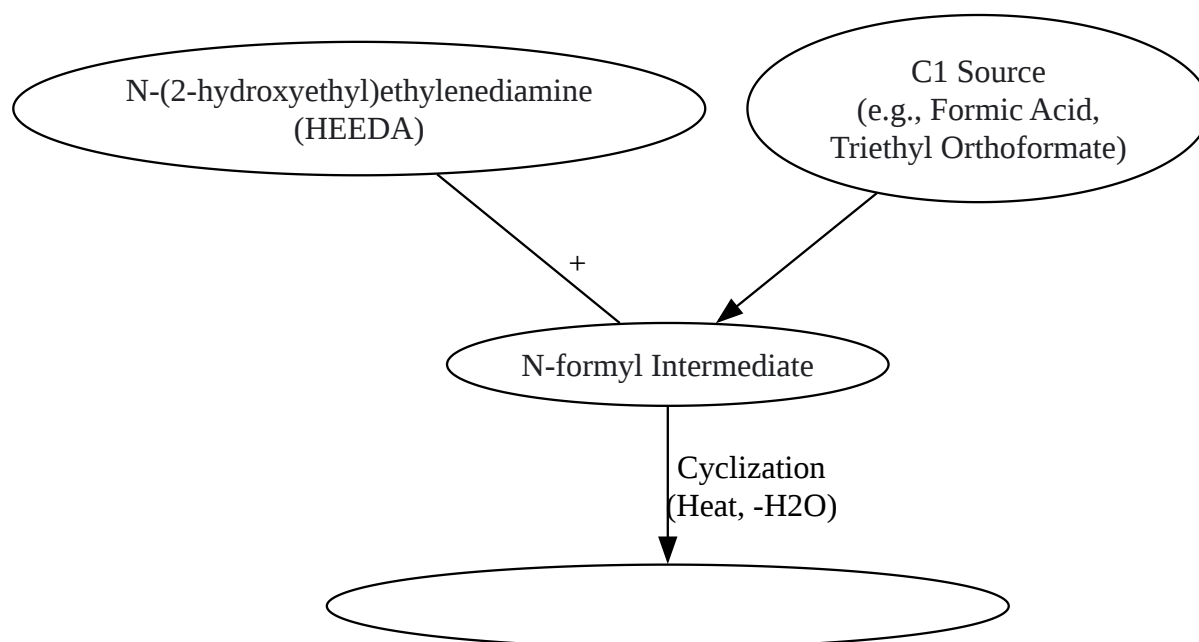 N-(2-hydroxyethyl)ethylenediamine
(HEEDA)
C1 Source
(e.g., Formic Acid,
Triethyl Orthoformate)
+
N-formyl Intermediate
Cyclization
(Heat, -H2O)